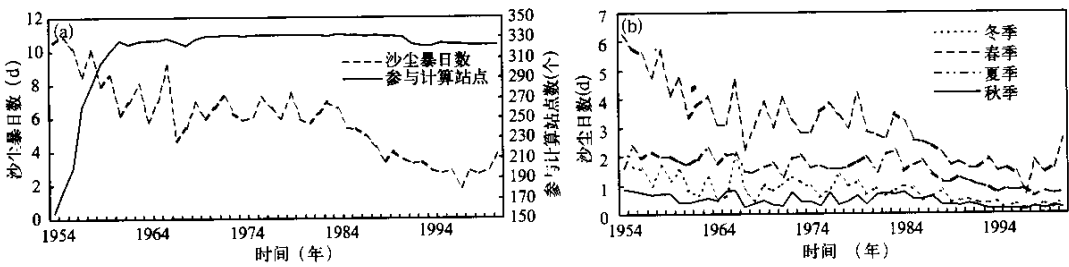 (a)
12
10
8
6
4
2
0
沙尘暴日数（d）
350
330
310
290
270
250
230
210
190
170
150
参与计算站点数(个)
沙尘暴日数
参与计算站点
1954 1964 1974 1984 1994
时间（年）
(b)
7
6
5
4
3
2
1
0
沙尘日数(d)
冬季
春季
夏季
秋季
1954 1964 1974 1984 1994
时间 （年）